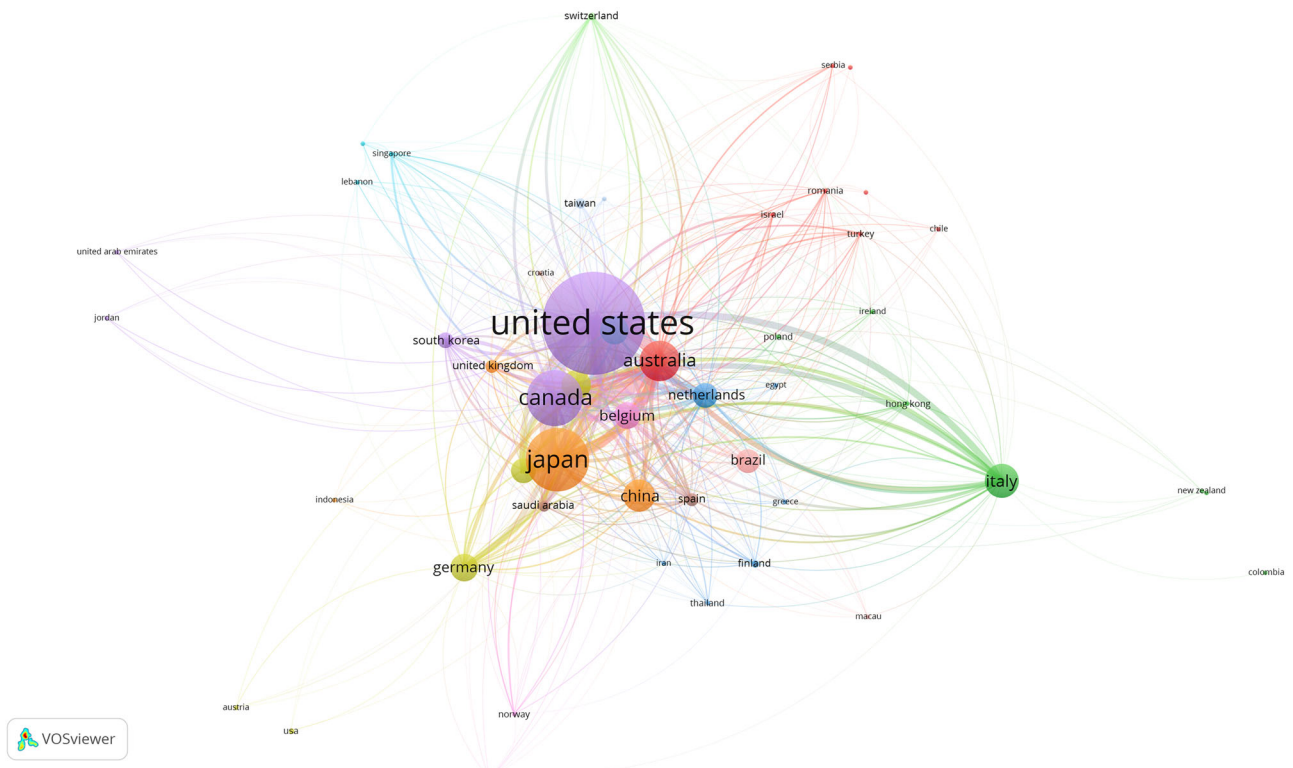 switzerland
serbia
singapore
lebanon
romania
taiwan
israel
chile
turkey
united arab emirates
croatia
ireland
jordan
united states
poland
south korea
australia
united kingdom
egypt
netherlands
canada
hong kong
belgium
japan
brazil
italy
new zealand
china
spain
indonesia
saudi arabia
greece
iran
finland
germany
colombia
thailand
macau
austria
norway
usa
VOSviewer